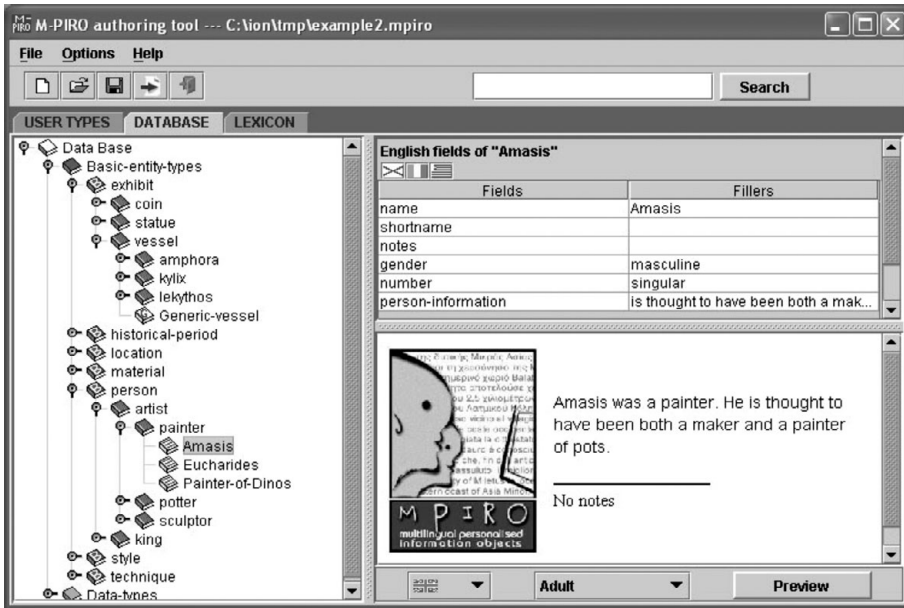 M-PIRO authoring tool --- C:\ion\tmp\example2.mpiro
File Options Help
Search
USER TYPES DATABASE LEXICON
Data Base
Basic-entity-types
exhibit
coin
statue
vessel
amphora
kylix
lekythos
Generic-vessel
historical-period
location
material
person
artist
painter
Amasis
Eucharides
Painter-of-Dinos
potter
sculptor
king
style
technique
Data-types
English fields of "Amasis"
Fields Fillers
name Amasis
shortname
notes
gender masculine
number singular
person-information is thought to have been both a mak...
MPIRO
multilingual personalised
information objects
Amasis was a painter. He is thought to
have been both a maker and a painter
of pots.
No notes
Adult
Preview